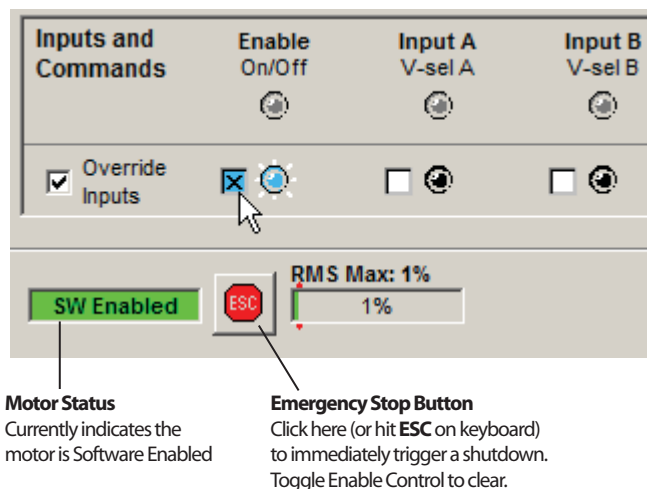 Inputs and Commands
Enable
On/Off
Input A
V-sel A
Input B
V-sel B
Override Inputs
SW Enabled
ESC
RMS Max: 1%
1%
Motor Status
Currently indicates the
motor is Software Enabled
Emergency Stop Button
Click here (or hit ESC on keyboard)
to immediately trigger a shutdown.
Toggle Enable Control to clear.